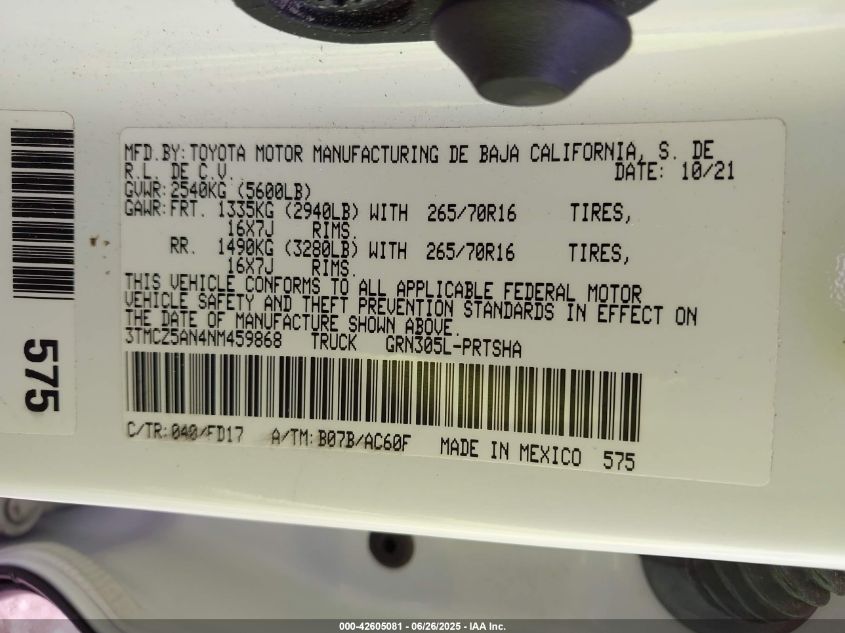 MFD.BY:TOYOTA MOTOR MANUFACTURING DE BAJA CALIFORNIA, S. DE
R.L. DE C.V. DATE: 10/21
GVWR:2540KG (5600LB)
GAWR:FRT. 1335KG (2940LB) WITH 265/70R16 TIRES,
16X7J RIMS.
RR. 1490KG (3280LB) WITH 265/70R16 TIRES,
16X7J RIMS.
THIS VEHICLE CONFORMS TO ALL APPLICABLE FEDERAL MOTOR
VEHICLE SAFETY AND THEFT PREVENTION STANDARDS IN EFFECT ON
THE DATE OF MANUFACTURE SHOWN ABOVE.
3TMCZ5AN4NM459868 TRUCK GRN305L-PRTSHA
C/TR:040/FD17 A/TM:B07B/AC60F MADE IN MEXICO 575
575
000-42605081 - 06/26/2025 - IAA Inc.